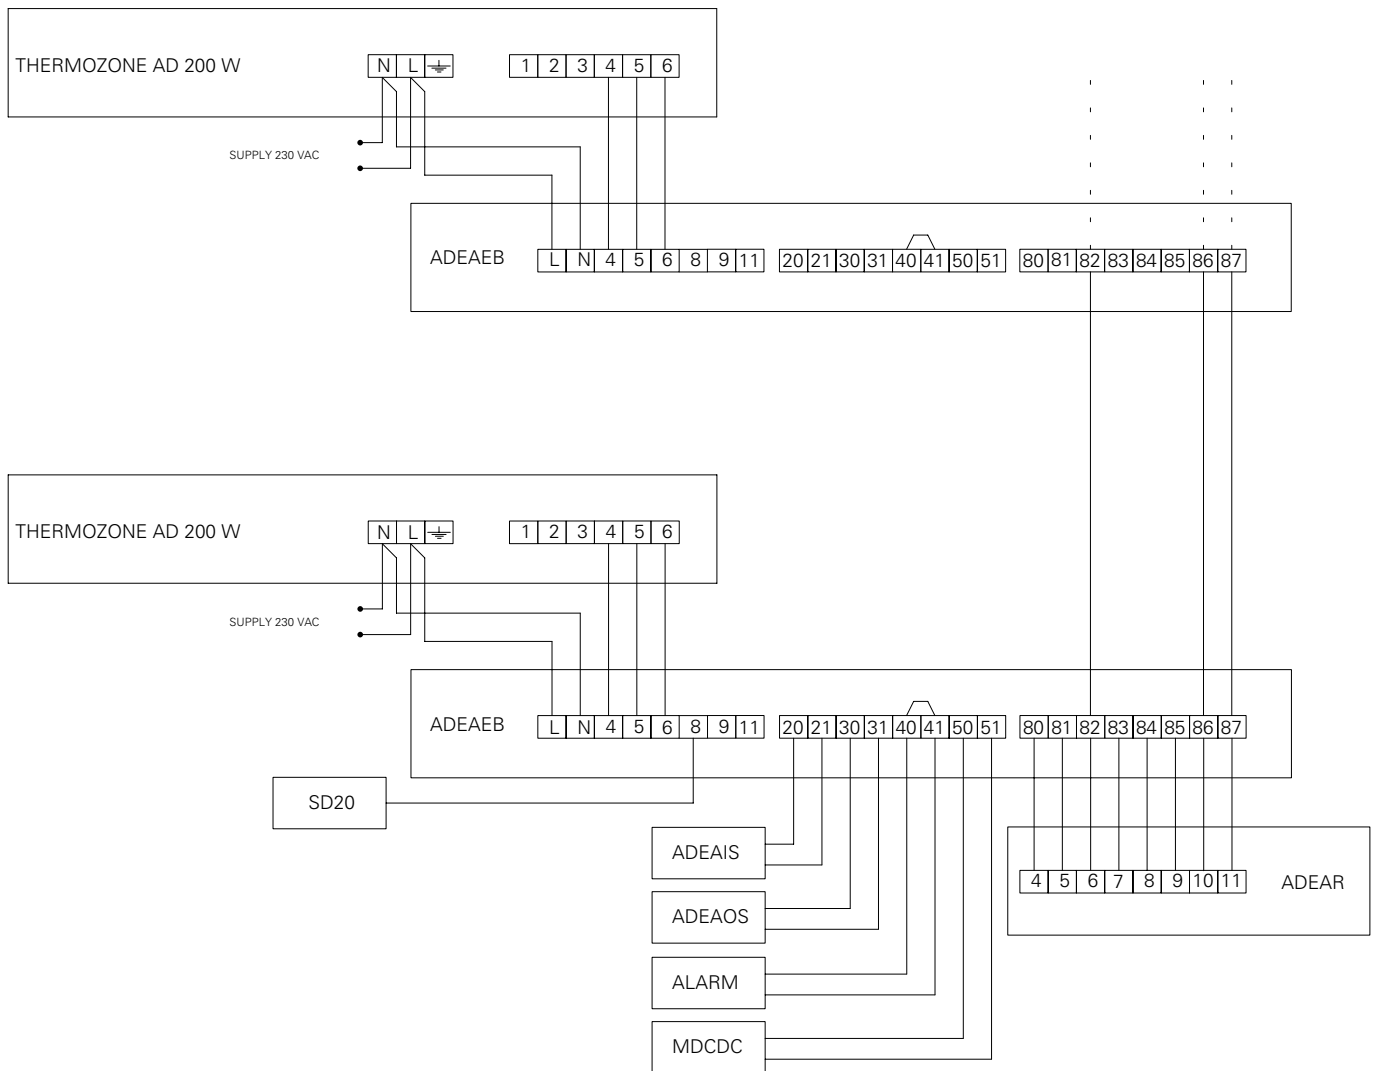 THERMOZONE AD 200 W
N L
1 2 3 4 5 6
SUPPLY 230 VAC
ADEAEB
L N 4 5 6 8 9 11
20 21 30 31 40 41 50 51
80 81 82 83 84 85 86 87
THERMOZONE AD 200 W
N L
1 2 3 4 5 6
SUPPLY 230 VAC
ADEAEB
L N 4 5 6 8 9 11
20 21 30 31 40 41 50 51
80 81 82 83 84 85 86 87
SD20
ADEAIS
4 5 6 7 8 9 10 11
ADEAR
ADEAOS
ALARM
MDCDC